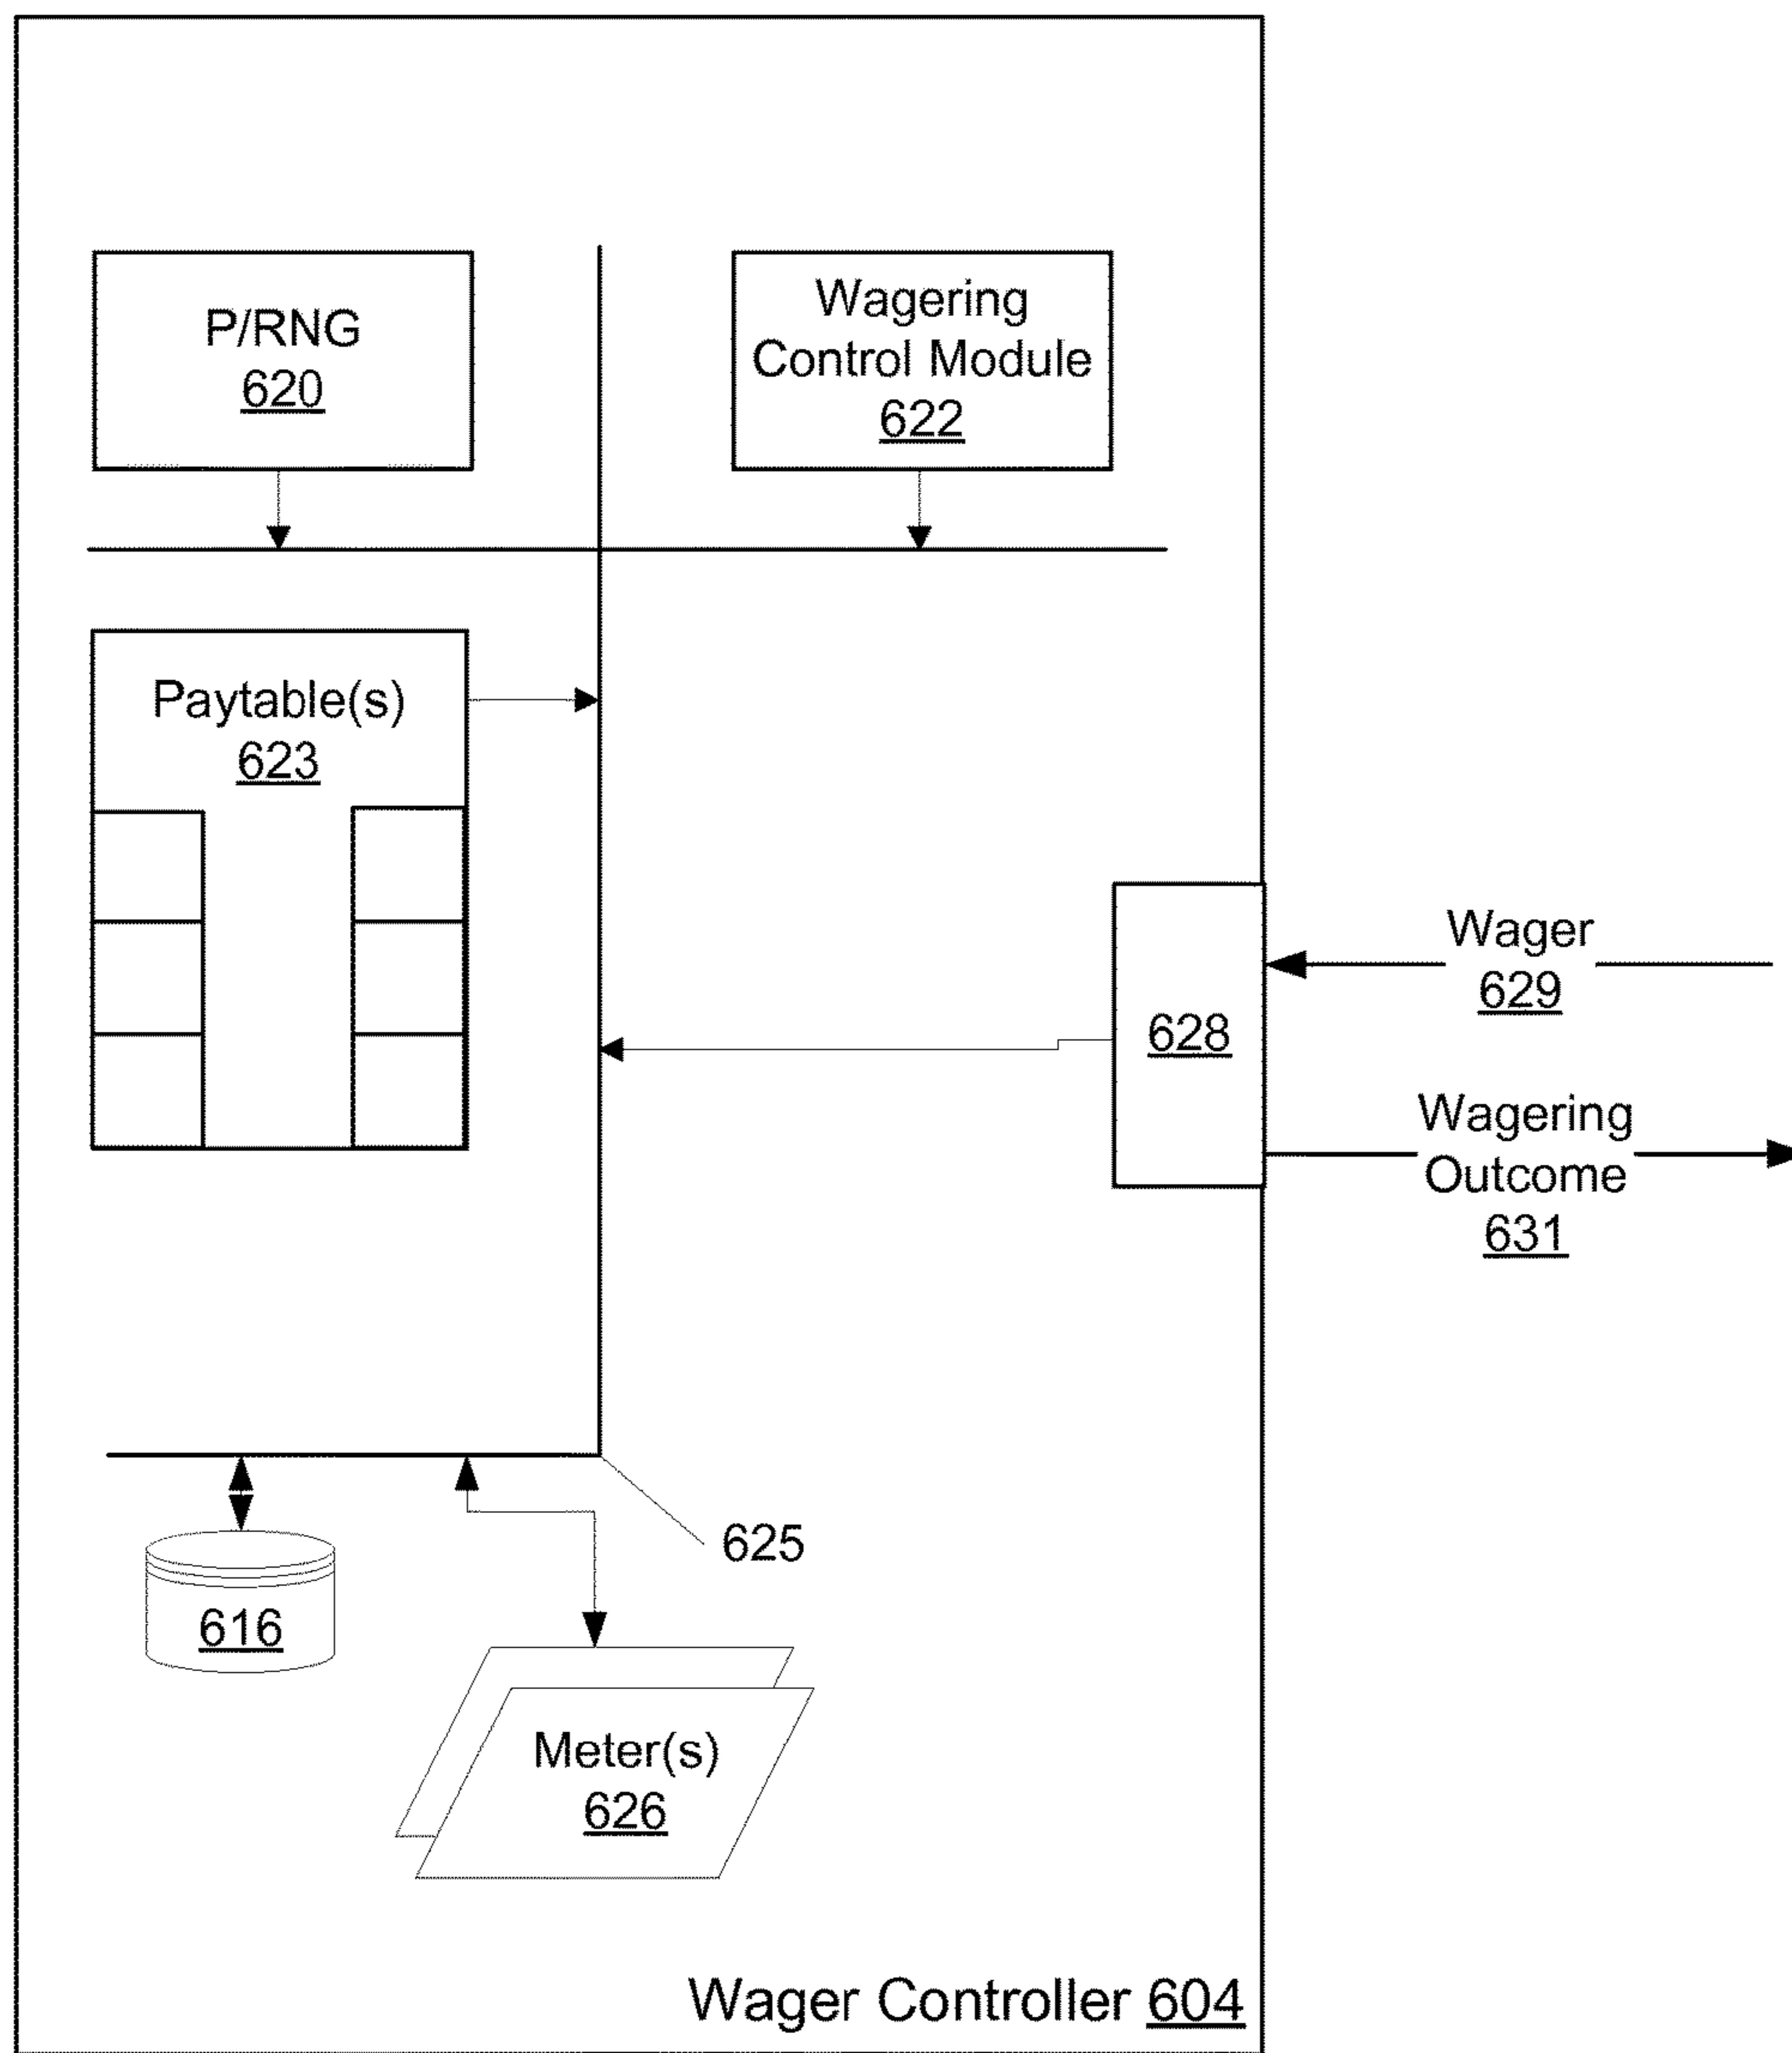 P/RNG
620
Wagering
Control Module
622
Paytable(s)
623
Wager
629
628
Wagering
Outcome
631
625
616
Meter(s)
626
Wager Controller 604